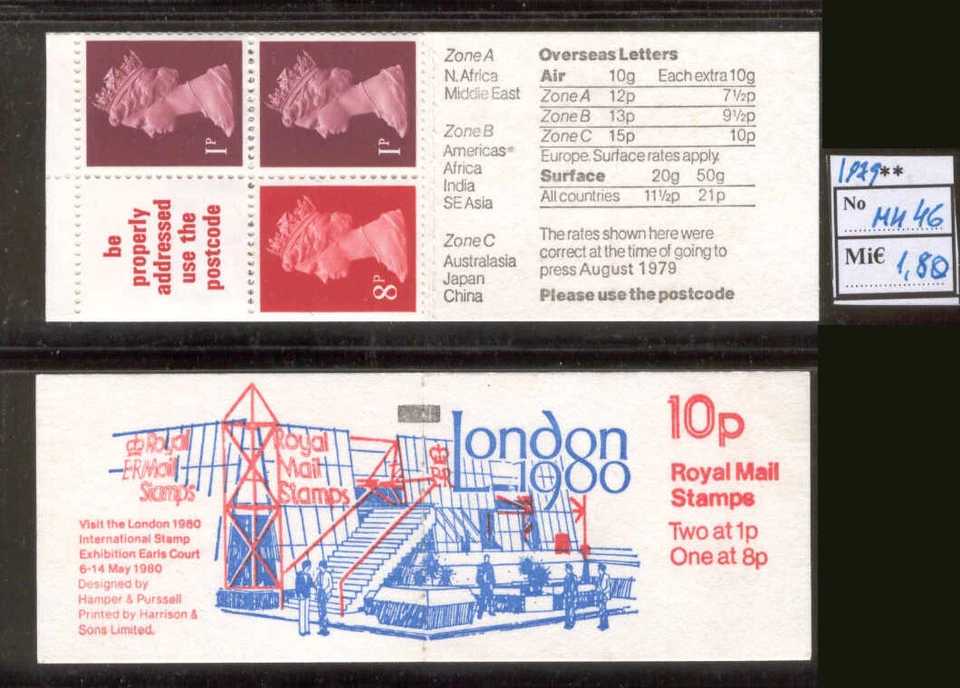 1P
1P
be
properly
addressed
use the
postcode
8P
Zone A
N. Africa
Middle East
Zone B
Americas®
Africa
India
SE Asia
Zone C
Australasia
Japan
China
Overseas Letters
Air 10g Each extra 10g
Zone A 12p 7½p
Zone B 13p 9½p
Zone C 15p 10p
Europe. Surface rates apply.
Surface 20g 50g
All countries 11½p 21p
The rates shown here were
correct at the time of going to
press August 1979
Please use the postcode
1979**
No MH 46
Mi€ 1,80
Royal
Mail
Stamps
Royal
Mail
Stamps
London
1980
Visit the London 1980
International Stamp
Exhibition Earls Court
6-14 May 1980
Designed by
Hamper & Purssell
Printed by Harrison &
Sons Limited.
10p
Royal Mail
Stamps
Two at 1p
One at 8p